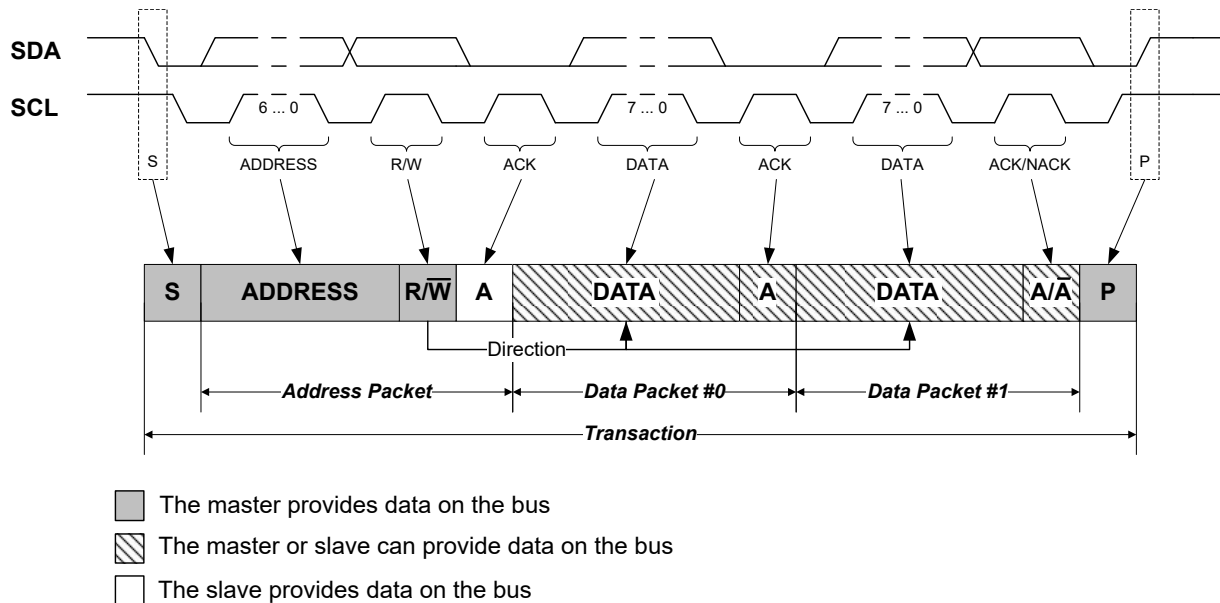 SDA
SCL
6 ... 0
7 ... 0
7 ... 0
S
ADDRESS
R/W
ACK
DATA
ACK
DATA
ACK/NACK
P
S ADDRESS R/W̅ A DATA A DATA A/A̅ P
Direction
Address Packet Data Packet #0 Data Packet #1
Transaction
The master provides data on the bus
The master or slave can provide data on the bus
The slave provides data on the bus